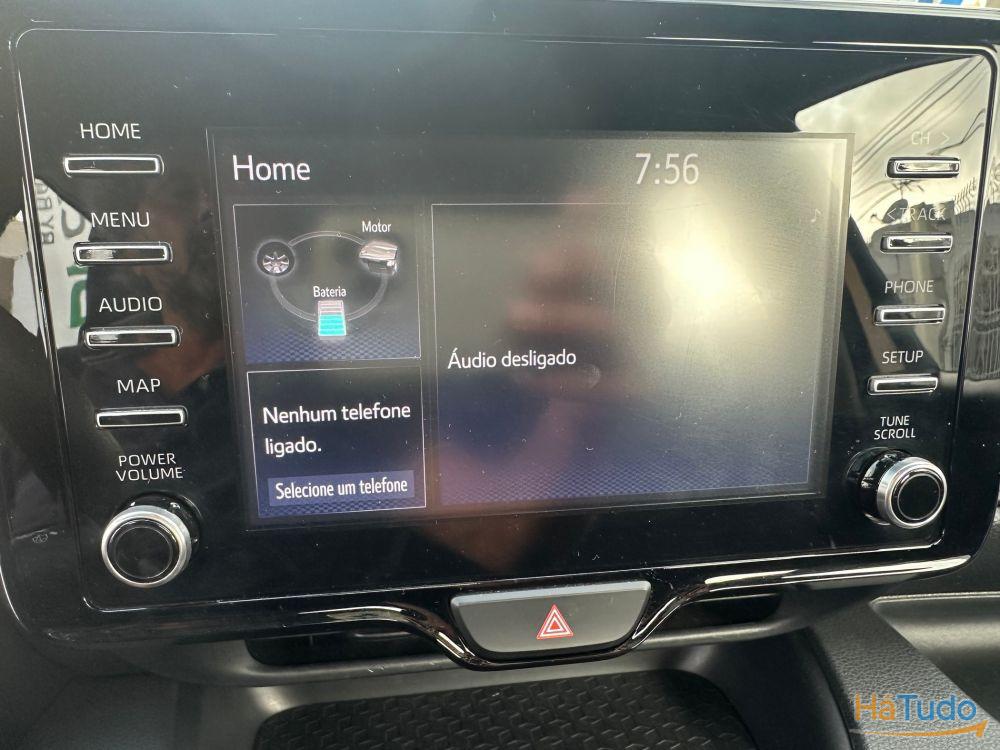 HOME
MENU
AUDIO
MAP
POWER
VOLUME
Home
7:56
Motor
Bateria
Áudio desligado
Nenhum telefone
ligado.
Selecione um telefone
CH >
<TRACK
PHONE
SETUP
TUNE
SCROLL
HáTudo